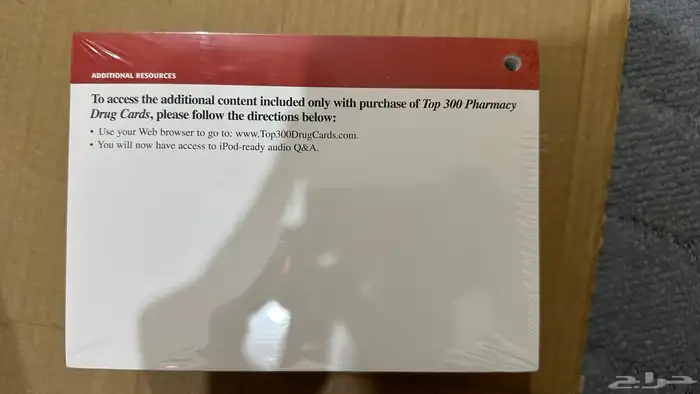 ADDITIONAL RESOURCES
To access the additional content included only with purchase of Top 300 Pharmacy
Drug Cards, please follow the directions below:
• Use your Web browser to go to: www.Top300DrugCards.com.
• You will now have access to iPod-ready audio Q&A.
حراج